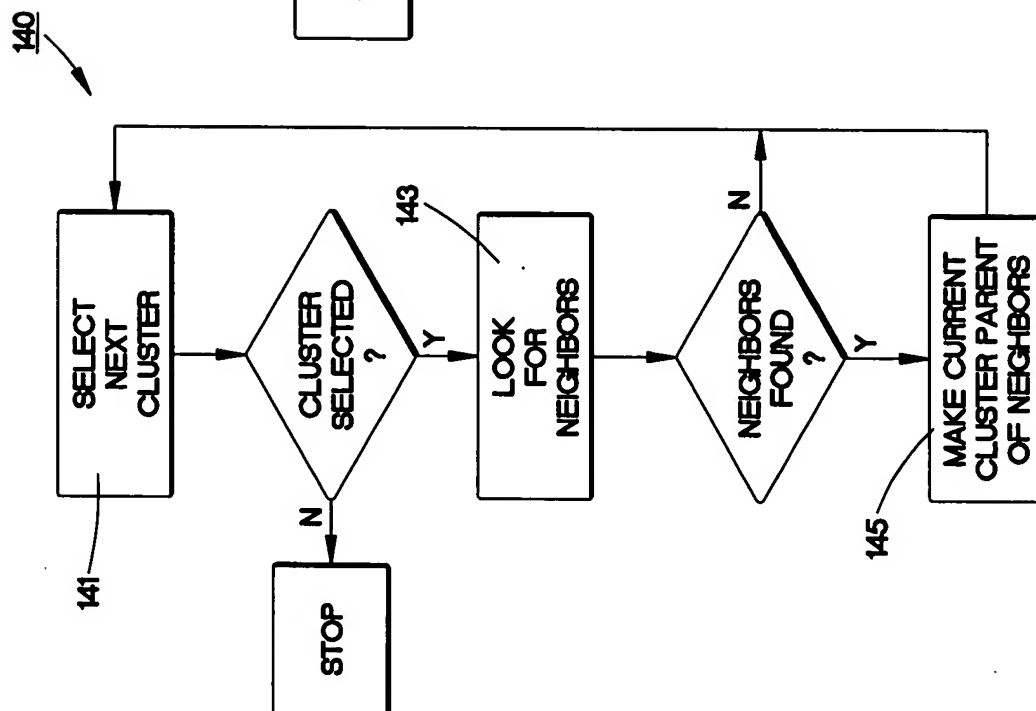 140
SELECT
NEXT
CLUSTER
141
CLUSTER
SELECTED
?
N
STOP
Y
LOOK
FOR
NEIGHBORS
143
NEIGHBORS
FOUND
?
N
Y
MAKE CURRENT
CLUSTER PARENT
OF NEIGHBORS
145